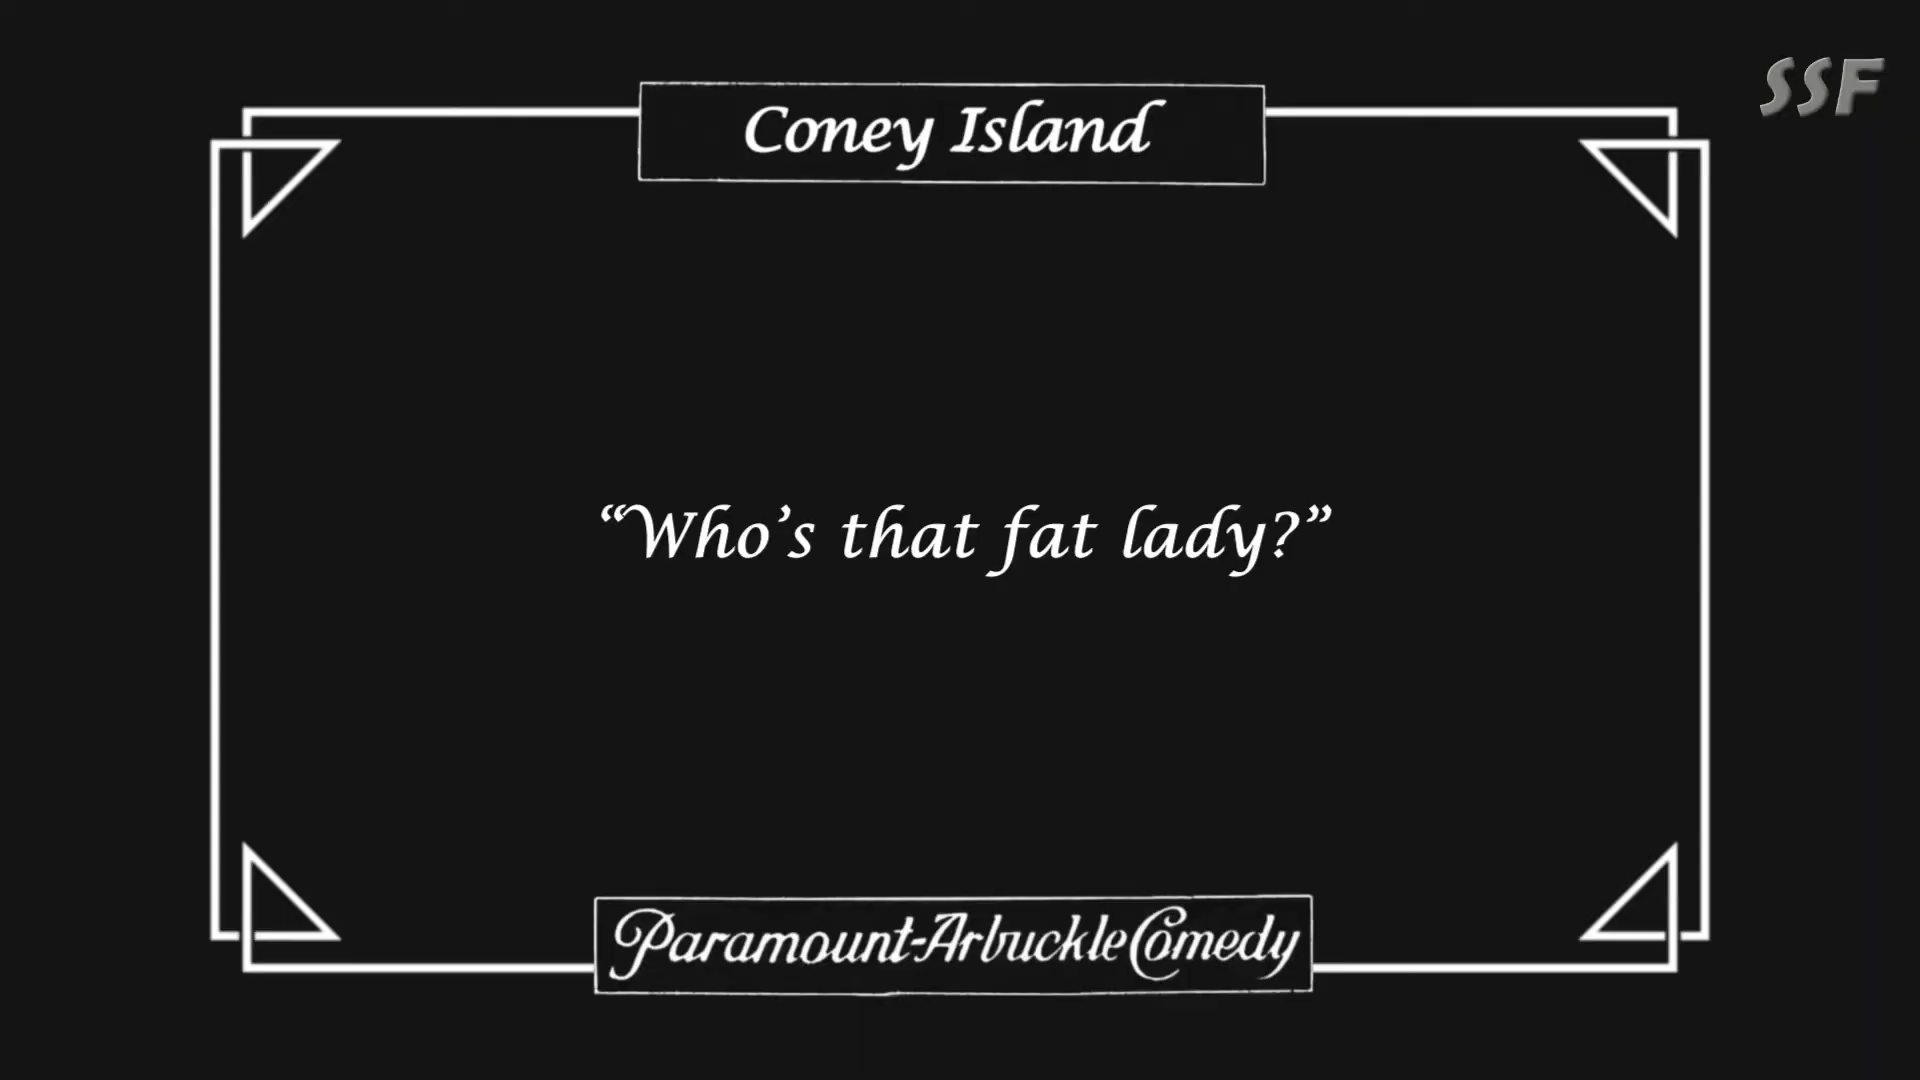 SSF
Coney Island
“Who’s that fat lady?”
Paramount-Arbuckle Comedy